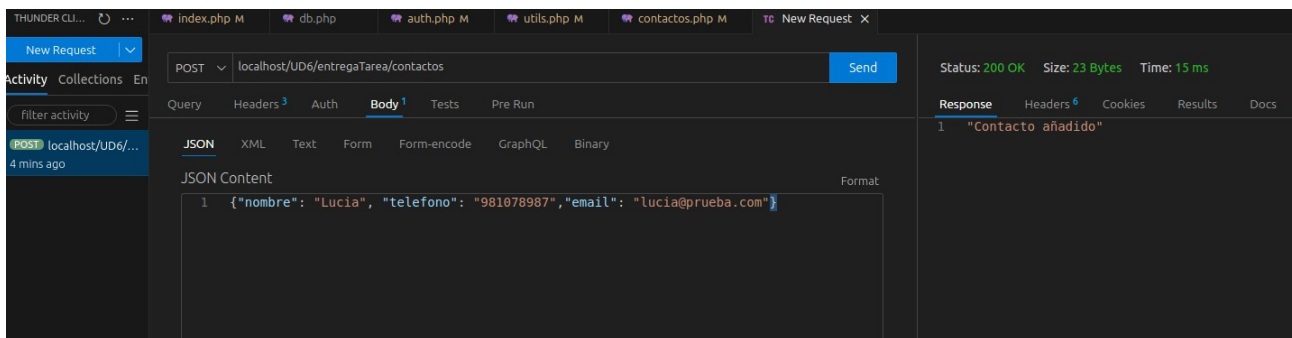 THUNDER CLI... ...
index.php M
db.php
auth.php M
utils.php M
contactos.php M
TC New Request
New Request
Activity Collections En
filter activity
POST localhost/UD6/...
4 mins ago
POST localhost/UD6/entregaTarea/contactos
Send
Query Headers 3 Auth Body 1 Tests Pre Run
JSON XML Text Form Form-encode GraphQL Binary
JSON Content
Format
1 {"nombre": "Lucia", "telefono": "981078987","email": "lucia@prueba.com"}
Status: 200 OK Size: 23 Bytes Time: 15 ms
Response Headers 6 Cookies Results Docs
1 "Contacto añadido"